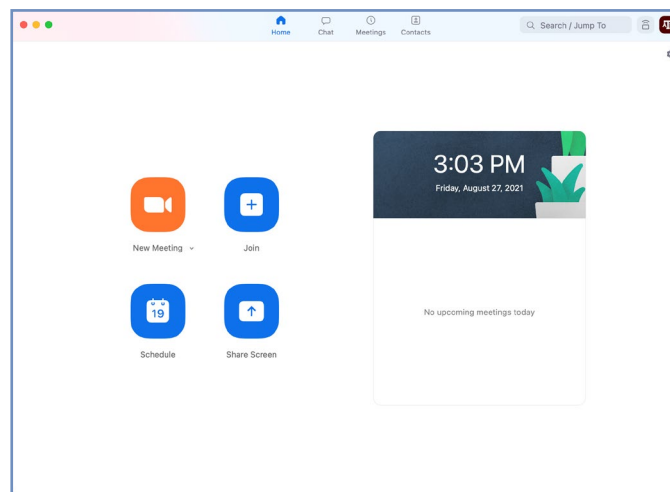 Home
Chat
Meetings
Contacts
Search / Jump To
3:03 PM
Friday, August 27, 2021
New Meeting
Join
19
Schedule
Share Screen
No upcoming meetings today